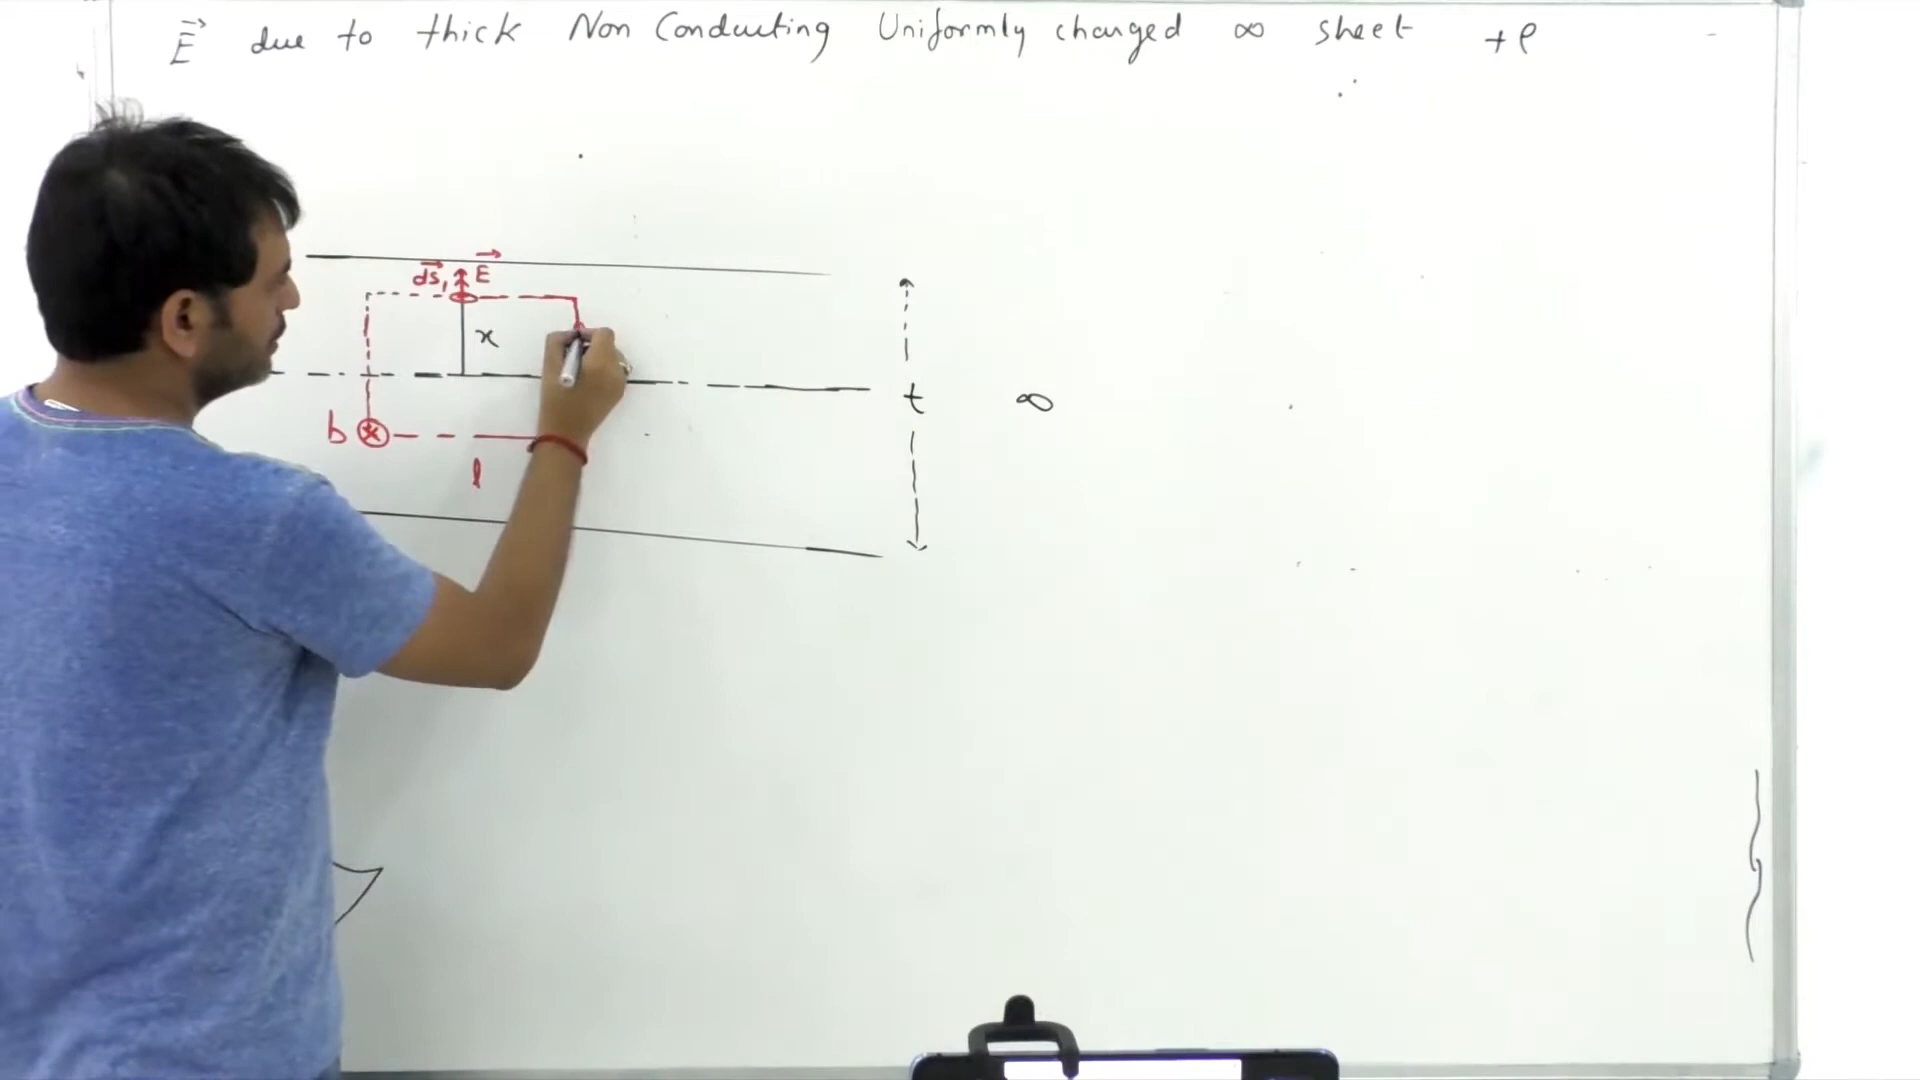 E⃗ due to thick Non Conducting Uniformly charged ∞ sheet +ρ
ds⃗₁ E⃗
x
t ∞
b
l